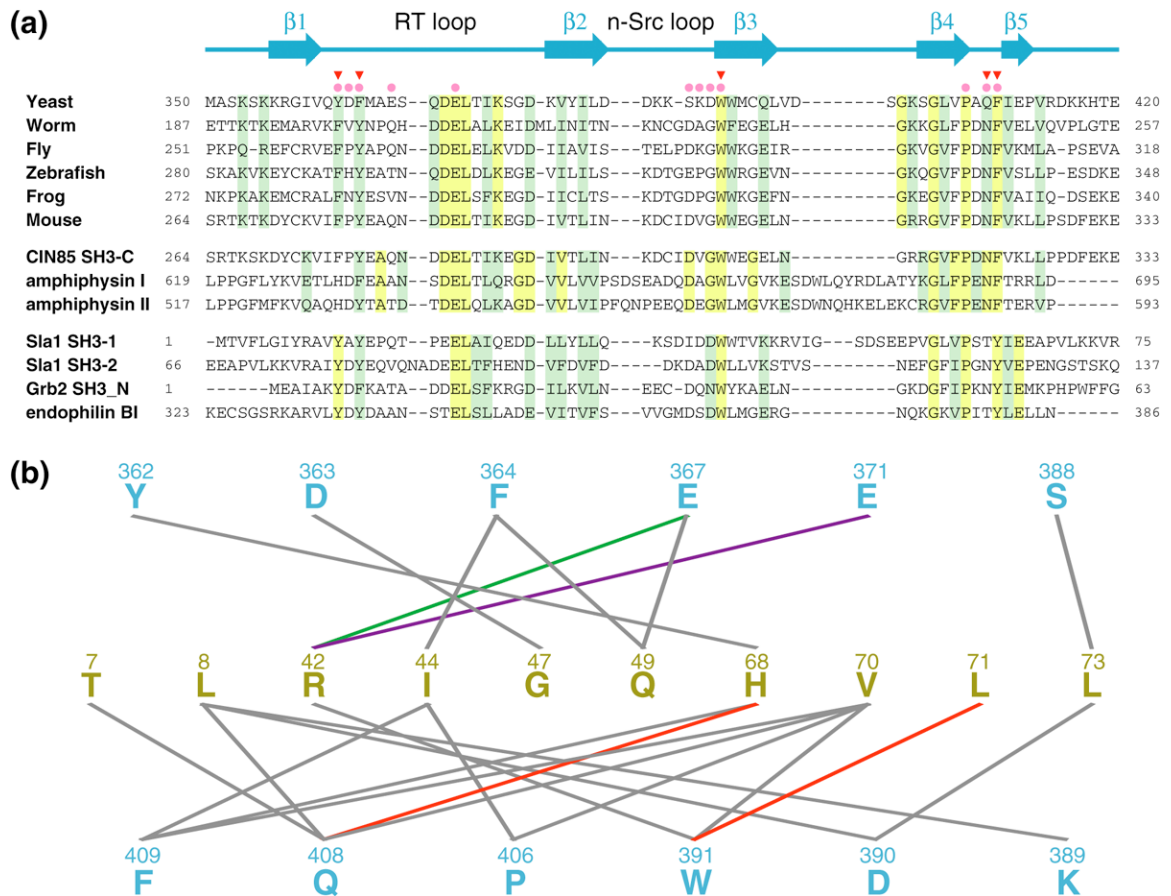 (a)
β1 RT loop β2 n-Src loop β3 β4 β5
Yeast 350 MASKSKKRGIVQYDFMAES--QDELTIKSGD-KVYILD---DKK-SKDWWMCQLVD-------SGKSGLVPAQFIEPVRDKKHTE 420
Worm 187 ETTKTKEMARVKFVYNPQH--DDELALKEIDMLINITN---KNCGDAGWFEGELH--------GKKGLFPDNFVELVQVPLGTE 257
Fly 251 PKPQ-REFCRVEFPYAPQN--DDELELKVDD-IIAVIS---TELPDKGWWRGEIR--------GKVGVFPDNFVKMLA-PSEVA 318
Zebrafish 280 SKAKVKEYCKATFHYEATN--QDELDLKEGE-VILILS---KDTGEPGWWRGEVN--------GKEGVFPDNFVSLLP-ESDKE 348
Frog 272 NKPKAKEMCRALFNYESVN--DDELSFKEGD-IICLTS---KDTGDPGWWKGELN--------GKEGVFPDNFVAIIQ-DSEKE 340
Mouse 264 SRTKTKDYCKVIFPYEAQN--DDELTIKEGD-IVTLIN---KDCIDVGWWEGELN--------GRRGVFPDNFVKLLPSDFEKE 333
CIN85 SH3-C 264 SRTKSKDYCKVIFPYEAQN--DDELTIKEGD-IVTLIN---KDCIDVGWWEGELN--------GRRGVFPDNFVKLLPPDFEKE 333
amphiphysin I 619 LPPGFLYKVETLHDFEAAN--SDELTLQRGD-VVLVVPSDSEADQDAGWLVGVKESDWLQYRDLATYKGLFPENFTRRLD---- 695
amphiphysin II 517 LPPGMFKVQAQHDYTATD--TDELQLKAGD-VVLVIPFQNPEEQDEGWLMGVKESDWNQHKELEKCRGVFPENFTERVP----- 593
Sla1 SH3-1 1 -MTVFLGIYRAVYAYEPQT--PEELAIQEDD-LLYLLQ----KSDIDDWWTVKKRVIG--SDSEEPVGLVPSTYIEEAPVLKKVR 75
Sla1 SH3-2 66 EEAPVLKKVRAIYDYEQVQNADEELTFHEND-VFDVFD----DKDADWLLVKSTVS------NEFGFIPGNYVEPENGSTSKQ 137
Grb2 SH3_N 1 ------MEAIAKYDFKATA--DDELSFKRGD-ILKVLN---EEC-DQNWYKAELN-------GKDGFIPKNYIEMKPHPWFFG 63
endophilin BI 323 KECSGSRKARVLYDYDAAN--STELSLLADE-VITVFS---VVGMDSDWLMGERG-------NQKGKVPITYLELLN------ 386
(b)
362 363 364 367 371 388
Y D F E E S
7 8 42 44 47 49 68 70 71 73
T L R I G Q H V L L
409 408 406 391 390 389
F Q P W D K